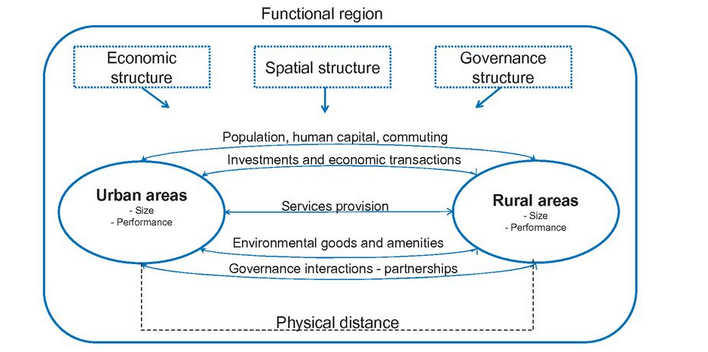 Functional region
Economic
structure
Spatial structure
Governance
structure
Population, human capital, commuting
Investments and economic transactions
Urban areas
- Size
- Performance
Services provision
Rural areas
- Size
- Performance
Environmental goods and amenities
Governance interactions - partnerships
Physical distance